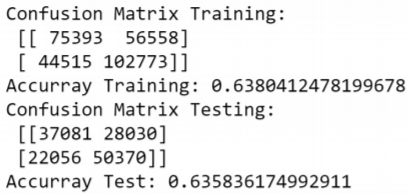 Confusion Matrix Training:
[[ 75393 56558]
[ 44515 102773]]
Accurray Training: 0.6380412478199678
Confusion Matrix Testing:
[[37081 28030]
[22056 50370]]
Accurray Test: 0.635836174992911